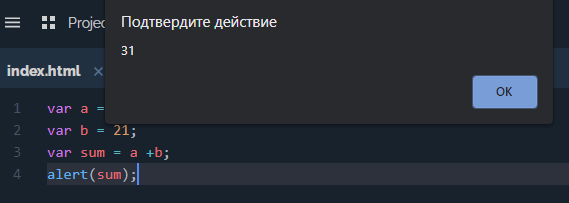 Projec
Подтвердите действие
31
OK
index.html
1 var a =
2 var b = 21;
3 var sum = a +b;
4 alert(sum);